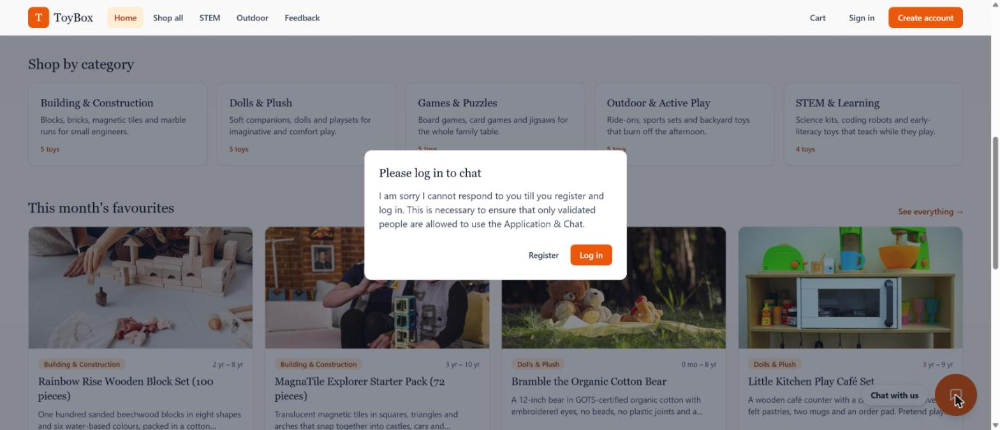 T ToyBox Home Shop all STEM Outdoor Feedback Cart Sign in Create account
Shop by category
Building & Construction
Blocks, bricks, magnetic tiles and marble
runs for small engineers.
5 toys
Dolls & Plush
Soft companions, dolls and playsets for
imaginative and comfort play.
5 toys
Games & Puzzles
Board games, card games and jigsaws for
the whole family table.
5 toys
Outdoor & Active Play
Ride-ons, sports sets and backyard toys
that burn off the afternoon.
5 toys
STEM & Learning
Science kits, coding robots and early-
literacy toys that teach while they play.
4 toys
Please log in to chat
I am sorry I cannot respond to you till you register and
log in. This is necessary to ensure that only validated
people are allowed to use the Application & Chat.
Register Log in
This month's favourites
See everything →
Building & Construction 2 yr – 8 yr
Rainbow Rise Wooden Block Set (100
pieces)
One hundred sanded beechwood blocks in eight shapes
and six water-based colours, packed in a cotton...
Building & Construction 3 yr – 10 yr
MagnaTile Explorer Starter Pack (72
pieces)
Translucent magnetic tiles in squares, triangles and
arches that snap together into castles, cars and...
Dolls & Plush 0 mo – 8 yr
Bramble the Organic Cotton Bear
A 12-inch bear in GOTS-certified organic cotton with
embroidered eyes, no beads, no plastic joints and a...
Dolls & Plush 3 yr – 9 yr
Little Kitchen Play Café Set
A wooden café counter with a
felt pastries, two mugs and an order pad. Pretend play...
Chat with us